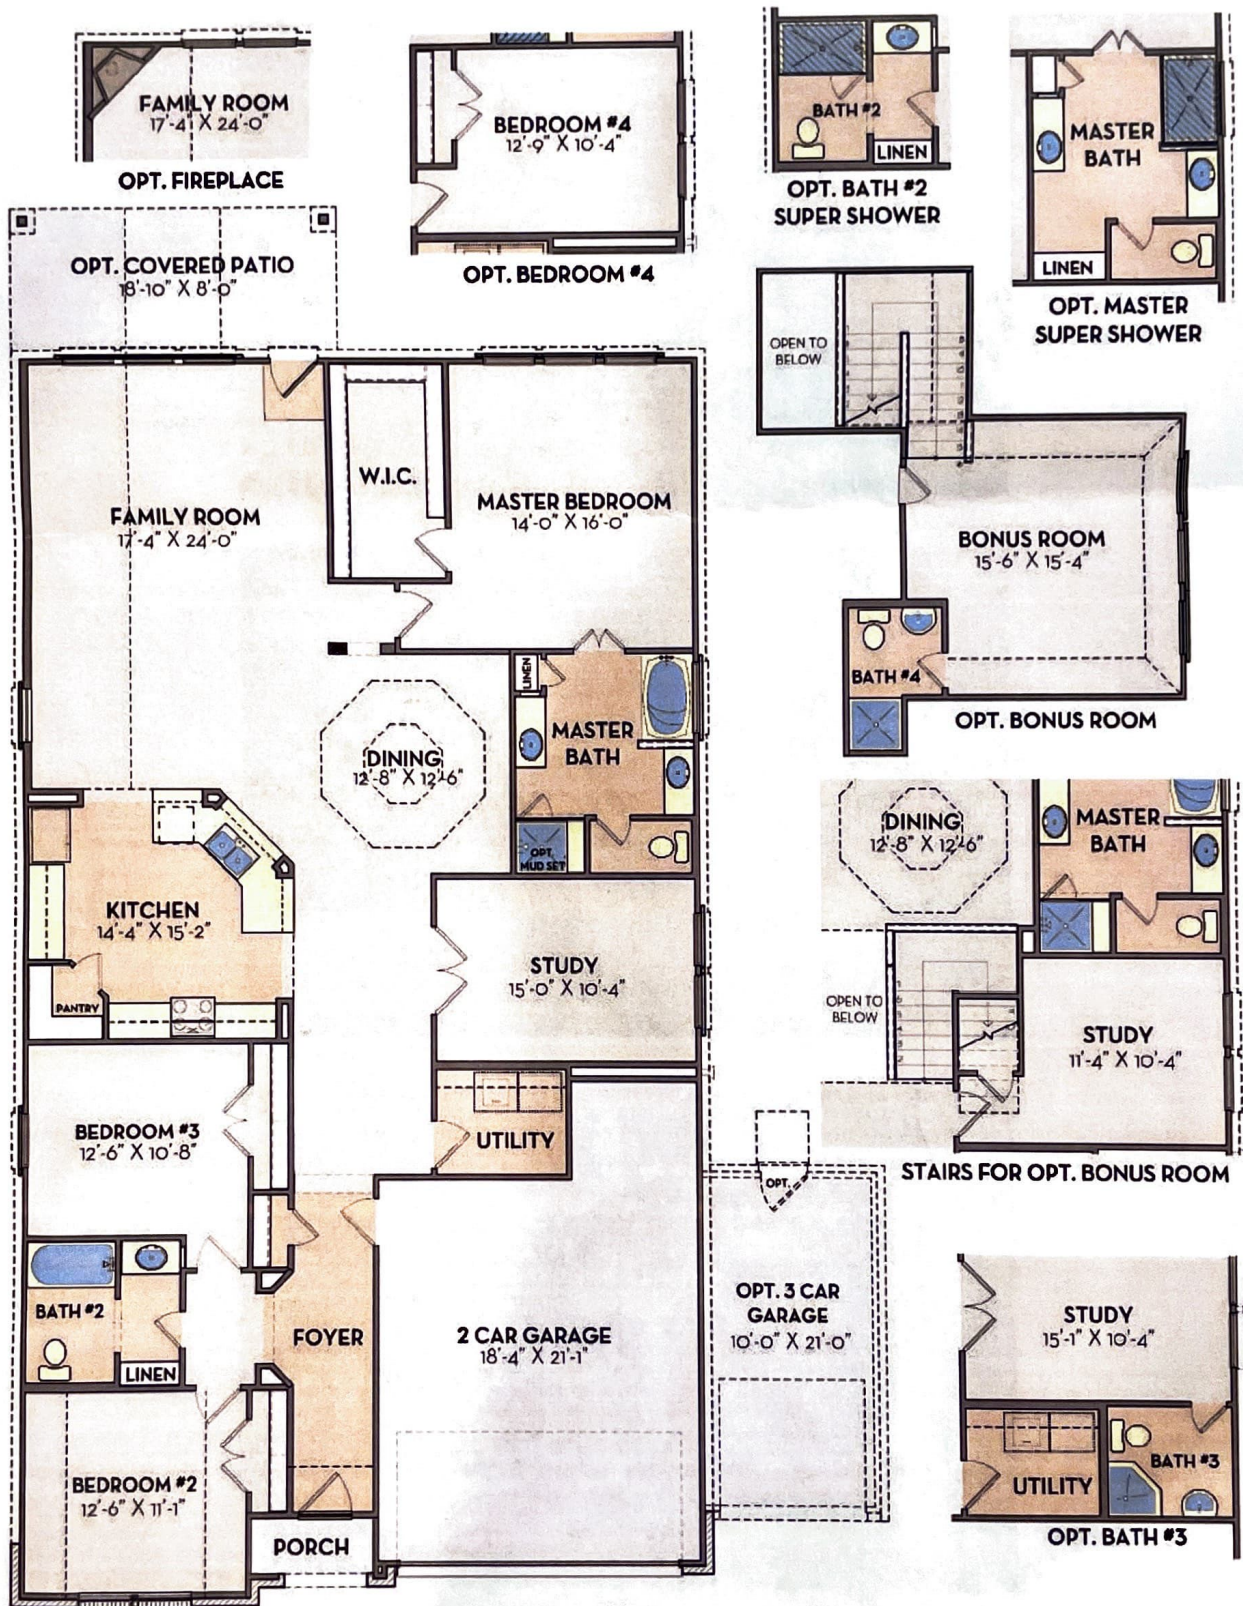 FAMILY ROOM
17'-4" X 24'-0"
OPT. FIREPLACE
BEDROOM #4
12'-9" X 10'-4"
OPT. BEDROOM #4
BATH #2
LINEN
OPT. BATH #2
SUPER SHOWER
MASTER
BATH
LINEN
OPT. MASTER
SUPER SHOWER
OPT. COVERED PATIO
18'-10" X 8'-0"
FAMILY ROOM
17'-4" X 24'-0"
W.I.C.
MASTER BEDROOM
14'-0" X 16'-0"
LINEN
MASTER
BATH
DINING
12'-8" X 12'-6"
OPT.
MUD SET
KITCHEN
14'-4" X 15'-2"
PANTRY
STUDY
15'-0" X 10'-4"
UTILITY
BEDROOM #3
12'-6" X 10'-8"
BATH #2
LINEN
FOYER
2 CAR GARAGE
18'-4" X 21'-1"
BEDROOM #2
12'-6" X 11'-1"
PORCH
OPT.
OPT. 3 CAR
GARAGE
10'-0" X 21'-0"
OPEN TO
BELOW
BONUS ROOM
15'-6" X 15'-4"
BATH #4
OPT. BONUS ROOM
DINING
12'-8" X 12'-6"
MASTER
BATH
OPEN TO
BELOW
STUDY
11'-4" X 10'-4"
STAIRS FOR OPT. BONUS ROOM
STUDY
15'-1" X 10'-4"
UTILITY
BATH #3
OPT. BATH #3